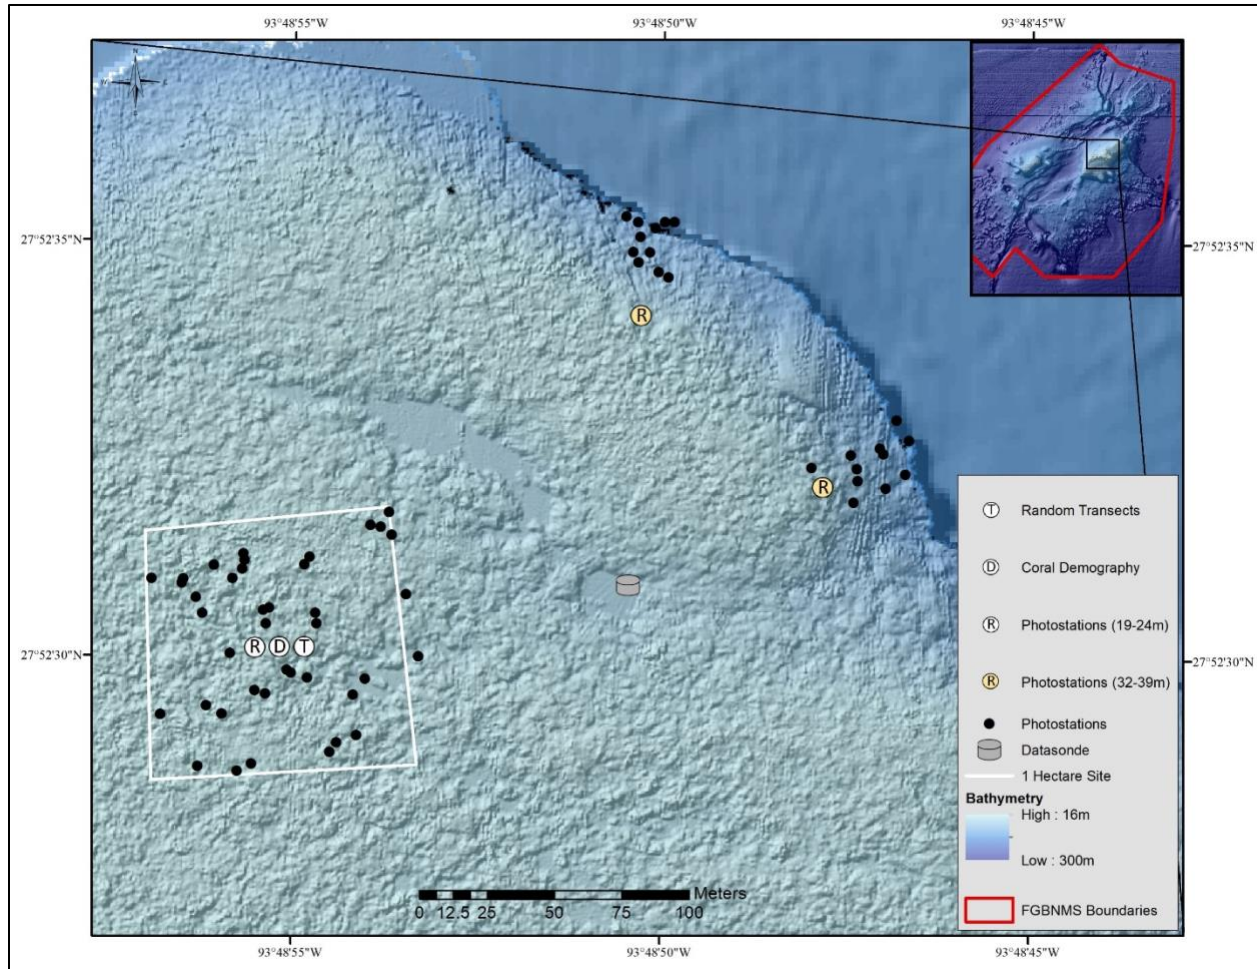 93°48'55"W 93°48'50"W 93°48'45"W
N
27°52'35"N 27°52'35"N
R
R
R D T
27°52'30"N 27°52'30"N
T Random Transects
D Coral Demography
R Photostations (19-24m)
R Photostations (32-39m)
Photostations
Datasonde
1 Hectare Site
Bathymetry
High : 16m
Low : 300m
FGBNMS Boundaries
Meters
0 12.5 25 50 75 100
93°48'55"W 93°48'50"W 93°48'45"W